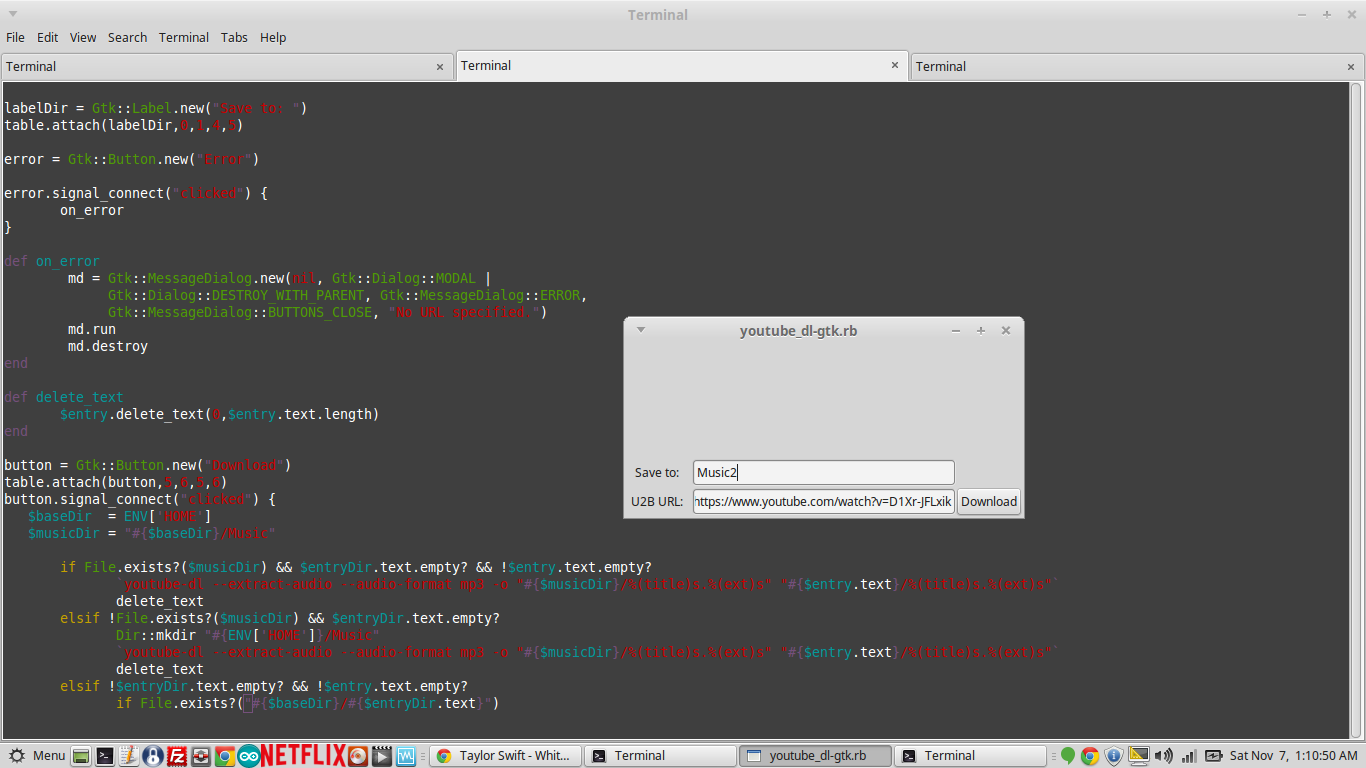 Terminal
File Edit View Search Terminal Tabs Help
Terminal × Terminal × Terminal ×
labelDir = Gtk::Label.new("Save to: ")
table.attach(labelDir,0,1,4,5)
error = Gtk::Button.new("Error")
error.signal_connect("clicked") {
on_error
}
def on_error
md = Gtk::MessageDialog.new(nil, Gtk::Dialog::MODAL |
Gtk::Dialog::DESTROY_WITH_PARENT, Gtk::MessageDialog::ERROR,
Gtk::MessageDialog::BUTTONS_CLOSE, "No URL specified.")
md.run
md.destroy
end
def delete_text
$entry.delete_text(0,$entry.text.length)
end
button = Gtk::Button.new("Download")
table.attach(button,5,6,5,6)
button.signal_connect("clicked") {
$baseDir = ENV['HOME']
$musicDir = "#{$baseDir}/Music"
if File.exists?($musicDir) && $entryDir.text.empty? && !$entry.text.empty?
`youtube-dl --extract-audio --audio-format mp3 -o "#{$musicDir}/%(title)s.%(ext)s" "#{$entry.text}/%(title)s.%(ext)s"`
delete_text
elsif !File.exists?($musicDir) && $entryDir.text.empty?
Dir::mkdir "#{ENV['HOME']}/Music"
`youtube-dl --extract-audio --audio-format mp3 -o "#{$musicDir}/%(title)s.%(ext)s" "#{$entry.text}/%(title)s.%(ext)s"`
delete_text
elsif !$entryDir.text.empty? && !$entry.text.empty?
if File.exists?("#{$baseDir}/#{$entryDir.text}")
youtube_dl-gtk.rb
Save to: Music2
U2B URL: https://www.youtube.com/watch?v=D1Xr-JFLxik Download
Menu NETFLIX Taylor Swift - Whit... Terminal youtube_dl-gtk.rb Terminal Sat Nov 7, 1:10:50 AM